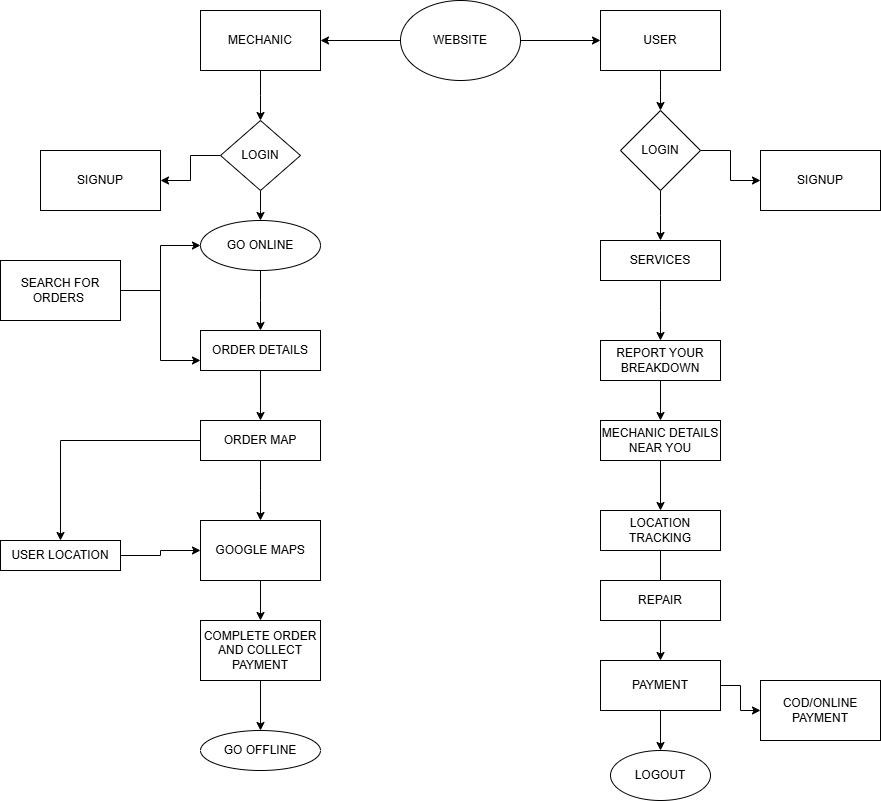 MECHANIC
WEBSITE
USER
LOGIN
LOGIN
SIGNUP
SIGNUP
GO ONLINE
SERVICES
SEARCH FOR
ORDERS
ORDER DETAILS
REPORT YOUR
BREAKDOWN
ORDER MAP
MECHANIC DETAILS
NEAR YOU
LOCATION
TRACKING
USER LOCATION
GOOGLE MAPS
REPAIR
COMPLETE ORDER
AND COLLECT
PAYMENT
PAYMENT
COD/ONLINE
PAYMENT
GO OFFLINE
LOGOUT